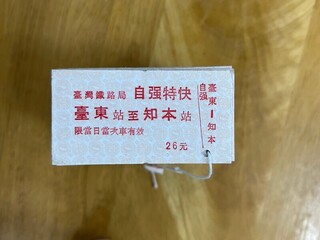 臺灣鐵路局 自强特快
臺東站至知本站
限當日當次車有效
26元
臺東－知本
自强